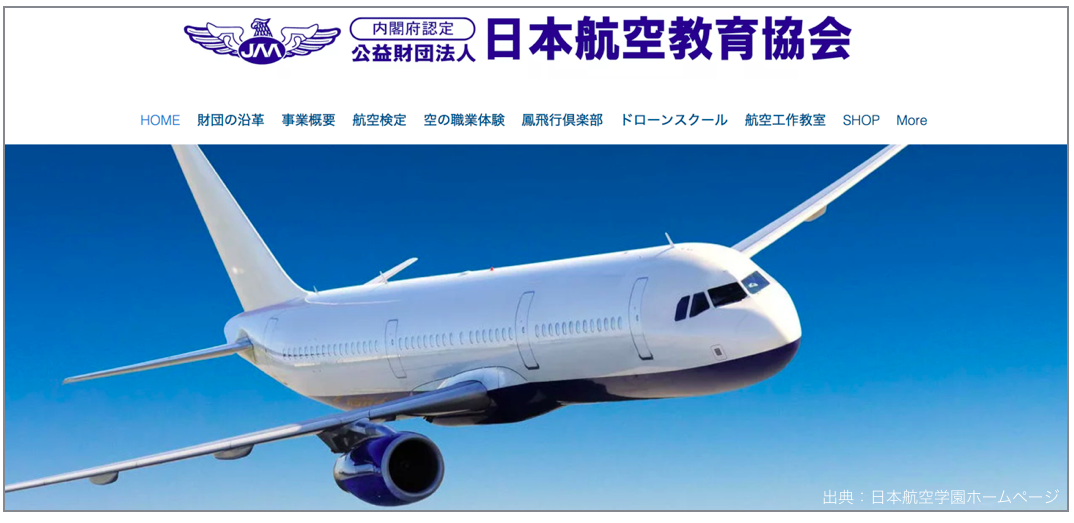 JAA
内閣府認定
公益財団法人
日本航空教育協会
HOME 財団の沿革 事業概要 航空検定 空の職業体験 鳳飛行倶楽部 ドローンスクール 航空工作教室 SHOP More
出典：日本航空学園ホームページ